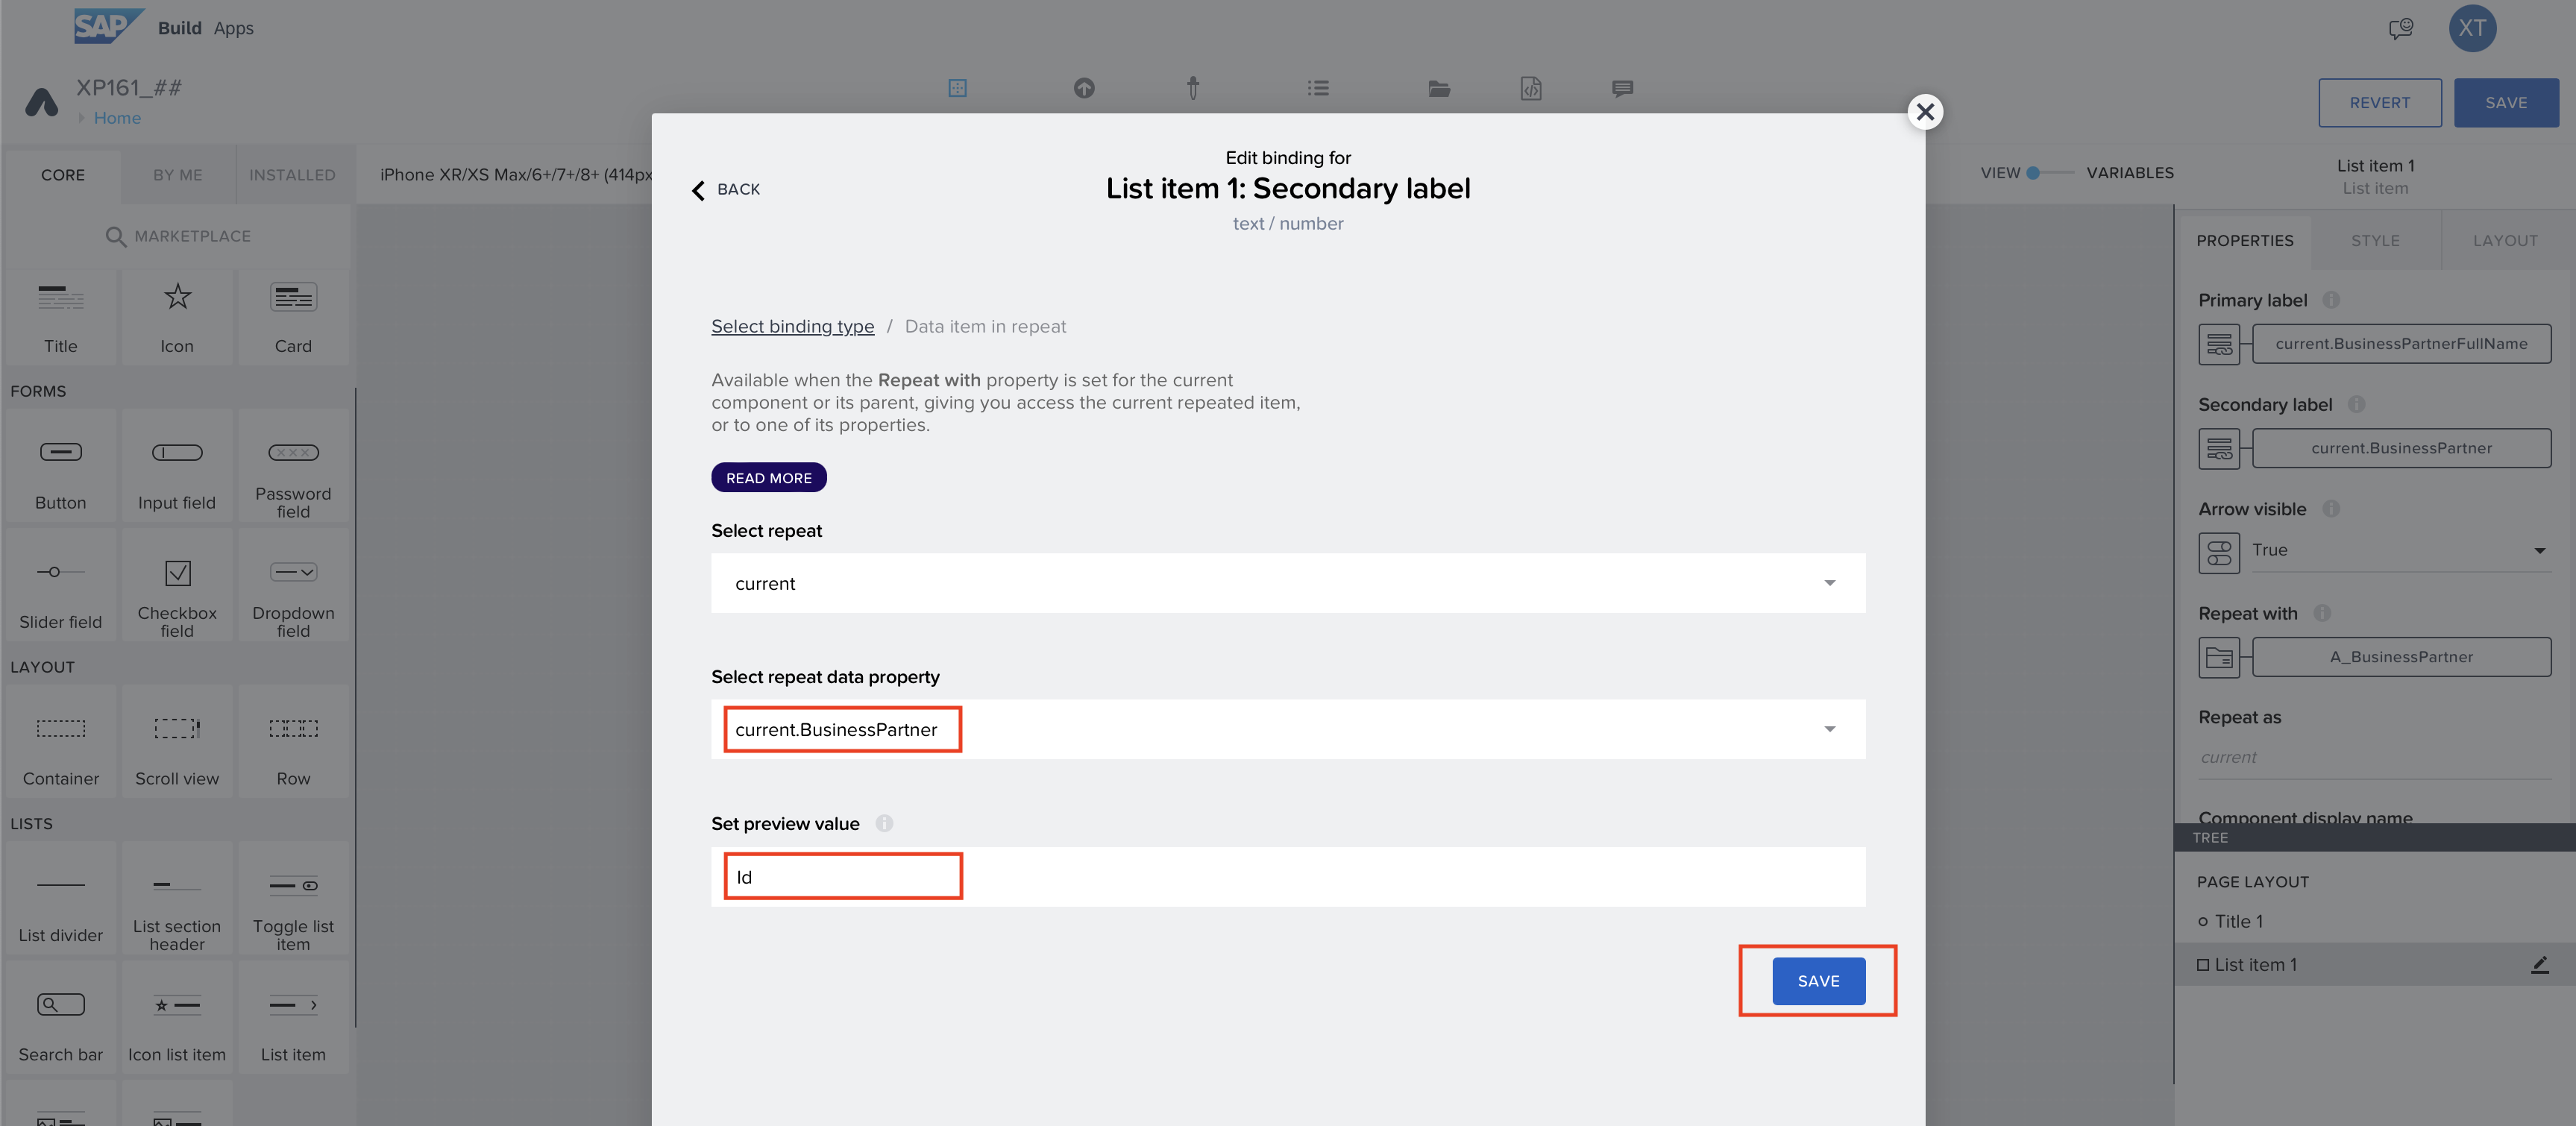 SAP Build Apps
XP161_##
Home
REVERT
SAVE
CORE
BY ME
INSTALLED
iPhone XR/XS Max/6+/7+/8+ (414px
MARKETPLACE
Title
Icon
Card
FORMS
Button
Input field
Password
field
Slider field
Checkbox
field
Dropdown
field
LAYOUT
Container
Scroll view
Row
LISTS
List divider
List section
header
Toggle list
item
Search bar
Icon list item
List item
BACK
Edit binding for
List item 1: Secondary label
text / number
Select binding type / Data item in repeat
Available when the Repeat with property is set for the current
component or its parent, giving you access the current repeated item,
or to one of its properties.
READ MORE
Select repeat
current
Select repeat data property
current.BusinessPartner
Set preview value
Id
SAVE
XT
VIEW
VARIABLES
List item 1
List item
PROPERTIES
STYLE
LAYOUT
Primary label
current.BusinessPartnerFullName
Secondary label
current.BusinessPartner
Arrow visible
True
Repeat with
A_BusinessPartner
Repeat as
current
Component display name
TREE
PAGE LAYOUT
Title 1
List item 1